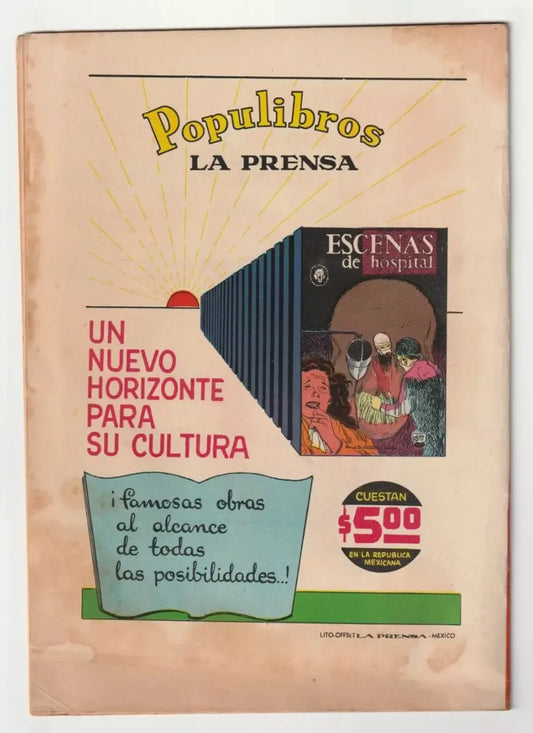 Populibros
LA PRENSA
ESCENAS
de hospital
UN
NUEVO
HORIZONTE
PARA
SU CULTURA
¡famosas obras
al alcance
de todas
las posibilidades..!
CUESTAN
$5.00
EN LA REPUBLICA
MEXICANA
LITO-OFFSET LA PRENSA-MEXICO